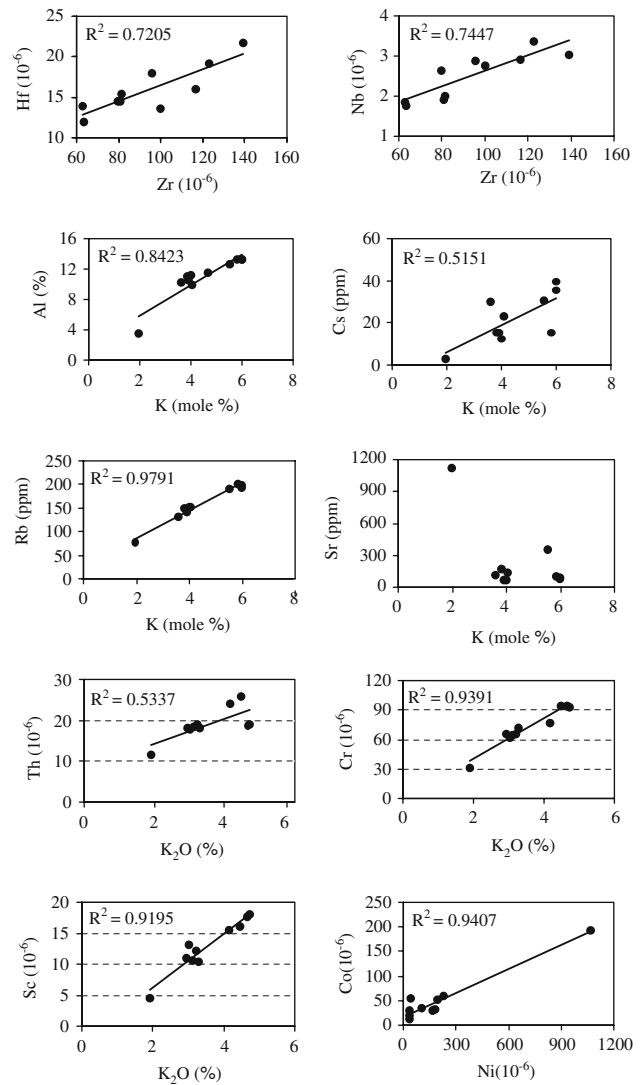 R² = 0.7205
Hf (10⁻⁶)
25
20
15
10
60 80 100 120 140 160
Zr (10⁻⁶)
R² = 0.7447
Nb (10⁻⁶)
4
3
2
1
60 80 100 120 140 160
Zr (10⁻⁶)
R² = 0.8423
Al (%)
16
12
8
4
0
0 2 4 6 8
K (mole %)
R² = 0.5151
Cs (ppm)
60
40
20
0
0 2 4 6 8
K (mole %)
R² = 0.9791
Rb (ppm)
250
200
150
100
50
0
0 2 4 6 8
K (mole %)
Sr (ppm)
1200
900
600
300
0
0 2 4 6 8
K (mole %)
R² = 0.5337
Th (10⁻⁶)
30
20
10
0
0 2 4 6
K₂O (%)
R² = 0.9391
Cr (10⁻⁶)
120
90
60
30
0
0 2 4 6
K₂O (%)
R² = 0.9195
Sc (10⁻⁶)
20
15
10
5
0
0 2 4 6
K₂O (%)
R² = 0.9407
Co(10⁻⁶)
250
200
150
100
50
0
0 300 600 900 1200
Ni(10⁻⁶)